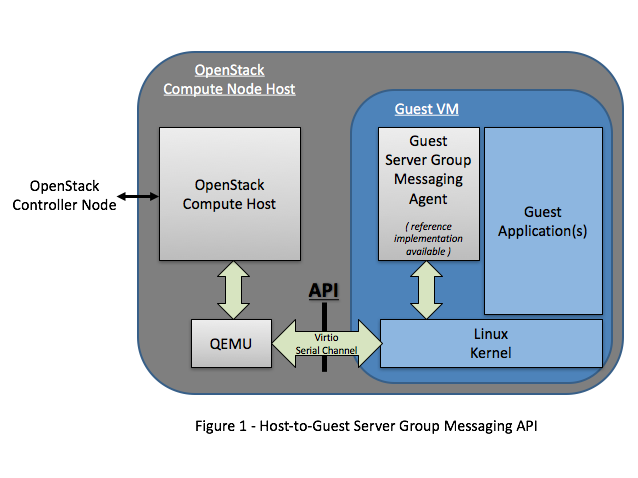 OpenStack
Compute Node Host
Guest VM
OpenStack
Controller Node
OpenStack
Compute Host
Guest
Server Group
Messaging
Agent
( reference
implementation
available )
Guest
Application(s)
API
QEMU
Virtio
Serial Channel
Linux
Kernel
Figure 1 - Host-to-Guest Server Group Messaging API